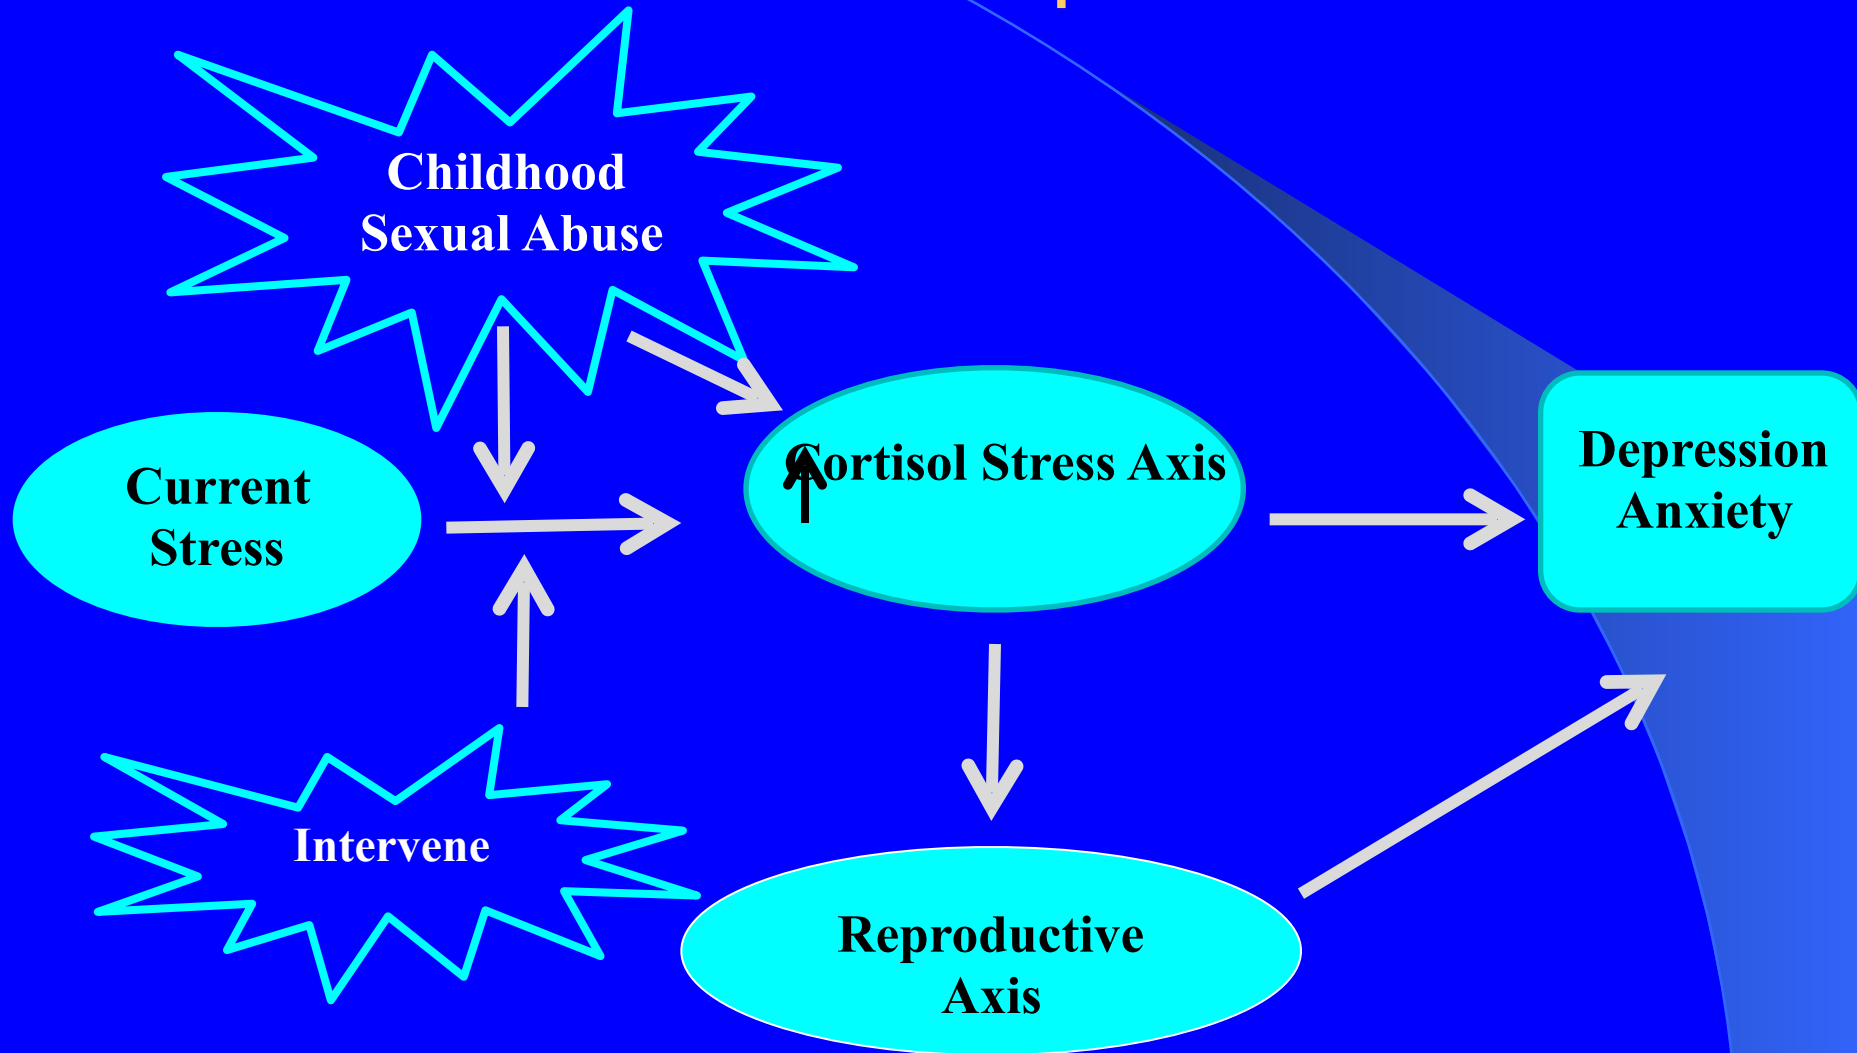 Childhood
Sexual Abuse
Current
Stress
Cortisol Stress Axis
Depression
Anxiety
Intervene
Reproductive
Axis